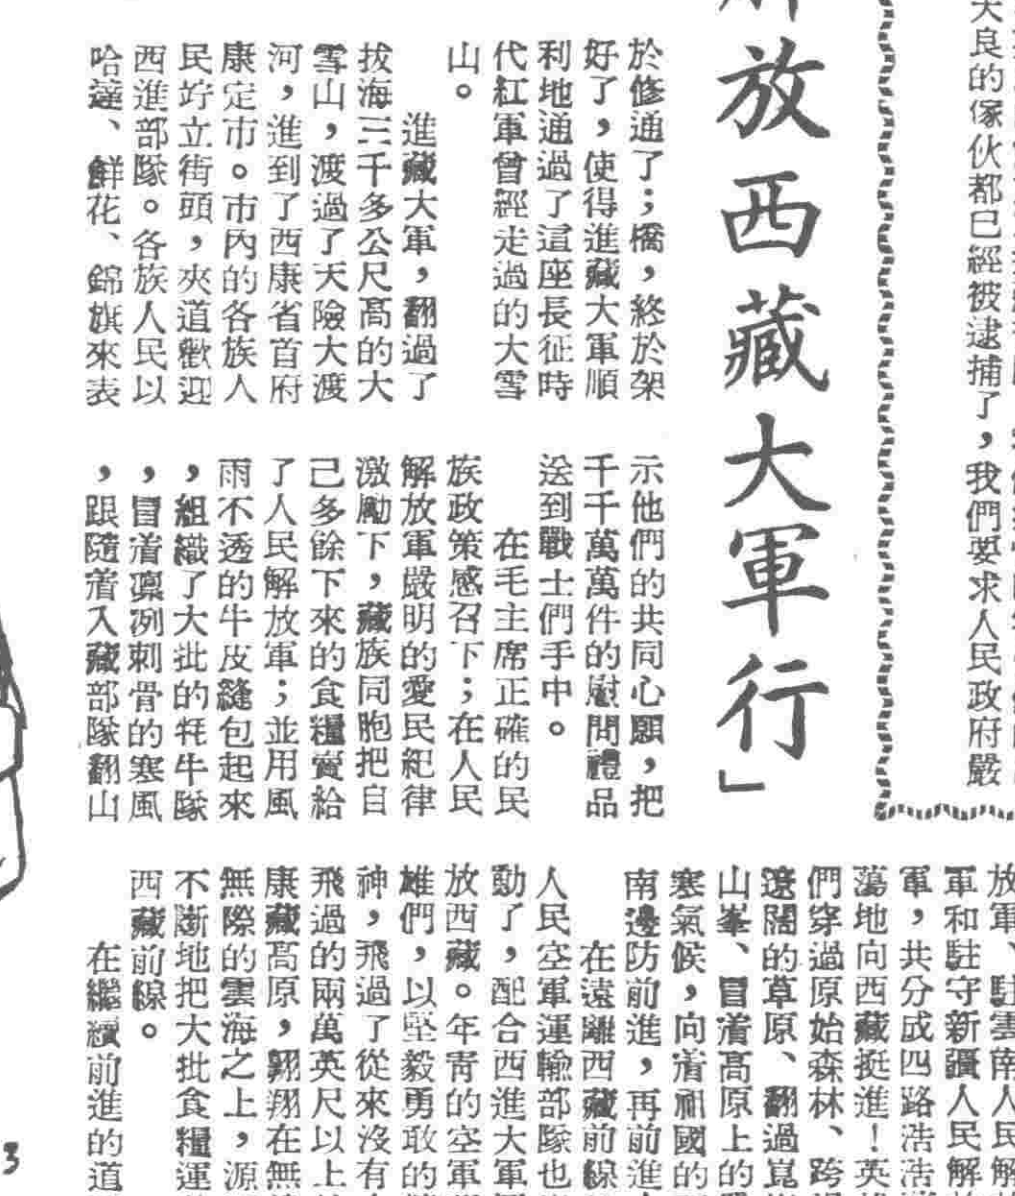 良的傢伙都已經被逮捕了，我們要求人民政府嚴
放西藏大軍行」
於修通了；橋，終於架
好了，使得進藏大軍順
利地通過了這座長征時
代紅軍曾經走過的大雪
山。
進藏大軍，翻過了
拔海三千多公尺高的大
雪山，渡過了天險大渡
河，進到了西康省首府
康定市。市內的各族人
民竚立街頭，夾道歡迎
西進部隊。各族人民以
哈達、鮮花、錦旗來表
示他們的共同心願，把
千千萬萬件的慰問禮品
送到戰士們手中。
在毛主席正確的民
族政策感召下；在人民
解放軍嚴明的愛民紀律
激勵下，藏族同胞把自
己多餘下來的食糧賣給
了人民解放軍；並用風
雨不透的牛皮縫包起來
，組織了大批的牦牛隊
，冒着凜冽刺骨的寒風
，跟隨着入藏部隊翻山
放軍、駐雲南人民解
軍和駐守新疆人民解
軍，共分成四路浩浩
蕩地向西藏挺進！英
們穿過原始森林、跨
遼闊的草原、翻過崑
山峯、冒着高原上的
寒氣候，向着祖國的
南邊防前進，再前進
在遠離西藏前線
人民空軍運輸部隊也
動了，配合西進大軍
放西藏。年青的空軍
雄們，以堅毅勇敢的
神，飛過了從來沒有
飛過的兩萬英尺以上
康藏高原，翱翔在無
無際的雲海之上，源
不斷地把大批食糧運
西藏前線。
在繼續前進的道
3